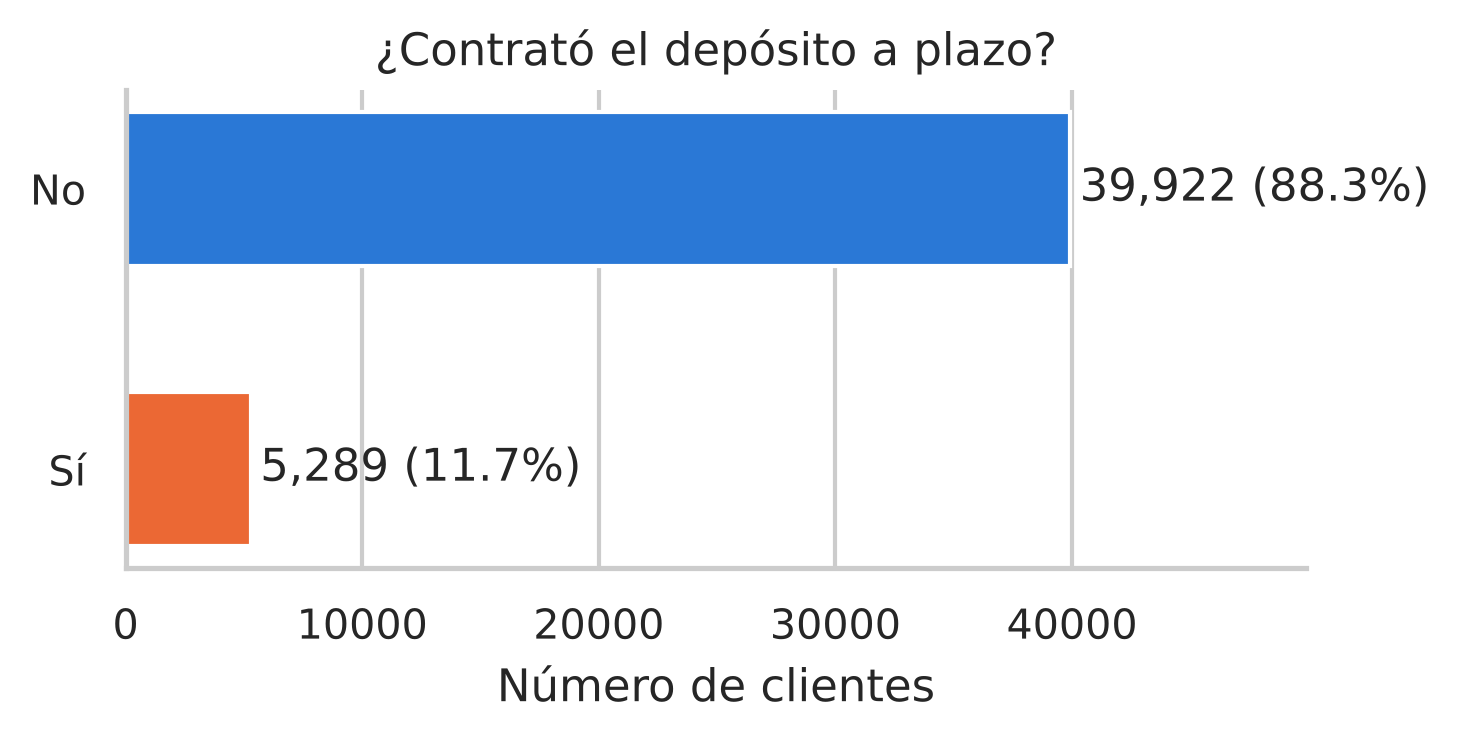 ¿Contrató el depósito a plazo?
No
39,922 (88.3%)
Sí
5,289 (11.7%)
0 10000 20000 30000 40000
Número de clientes